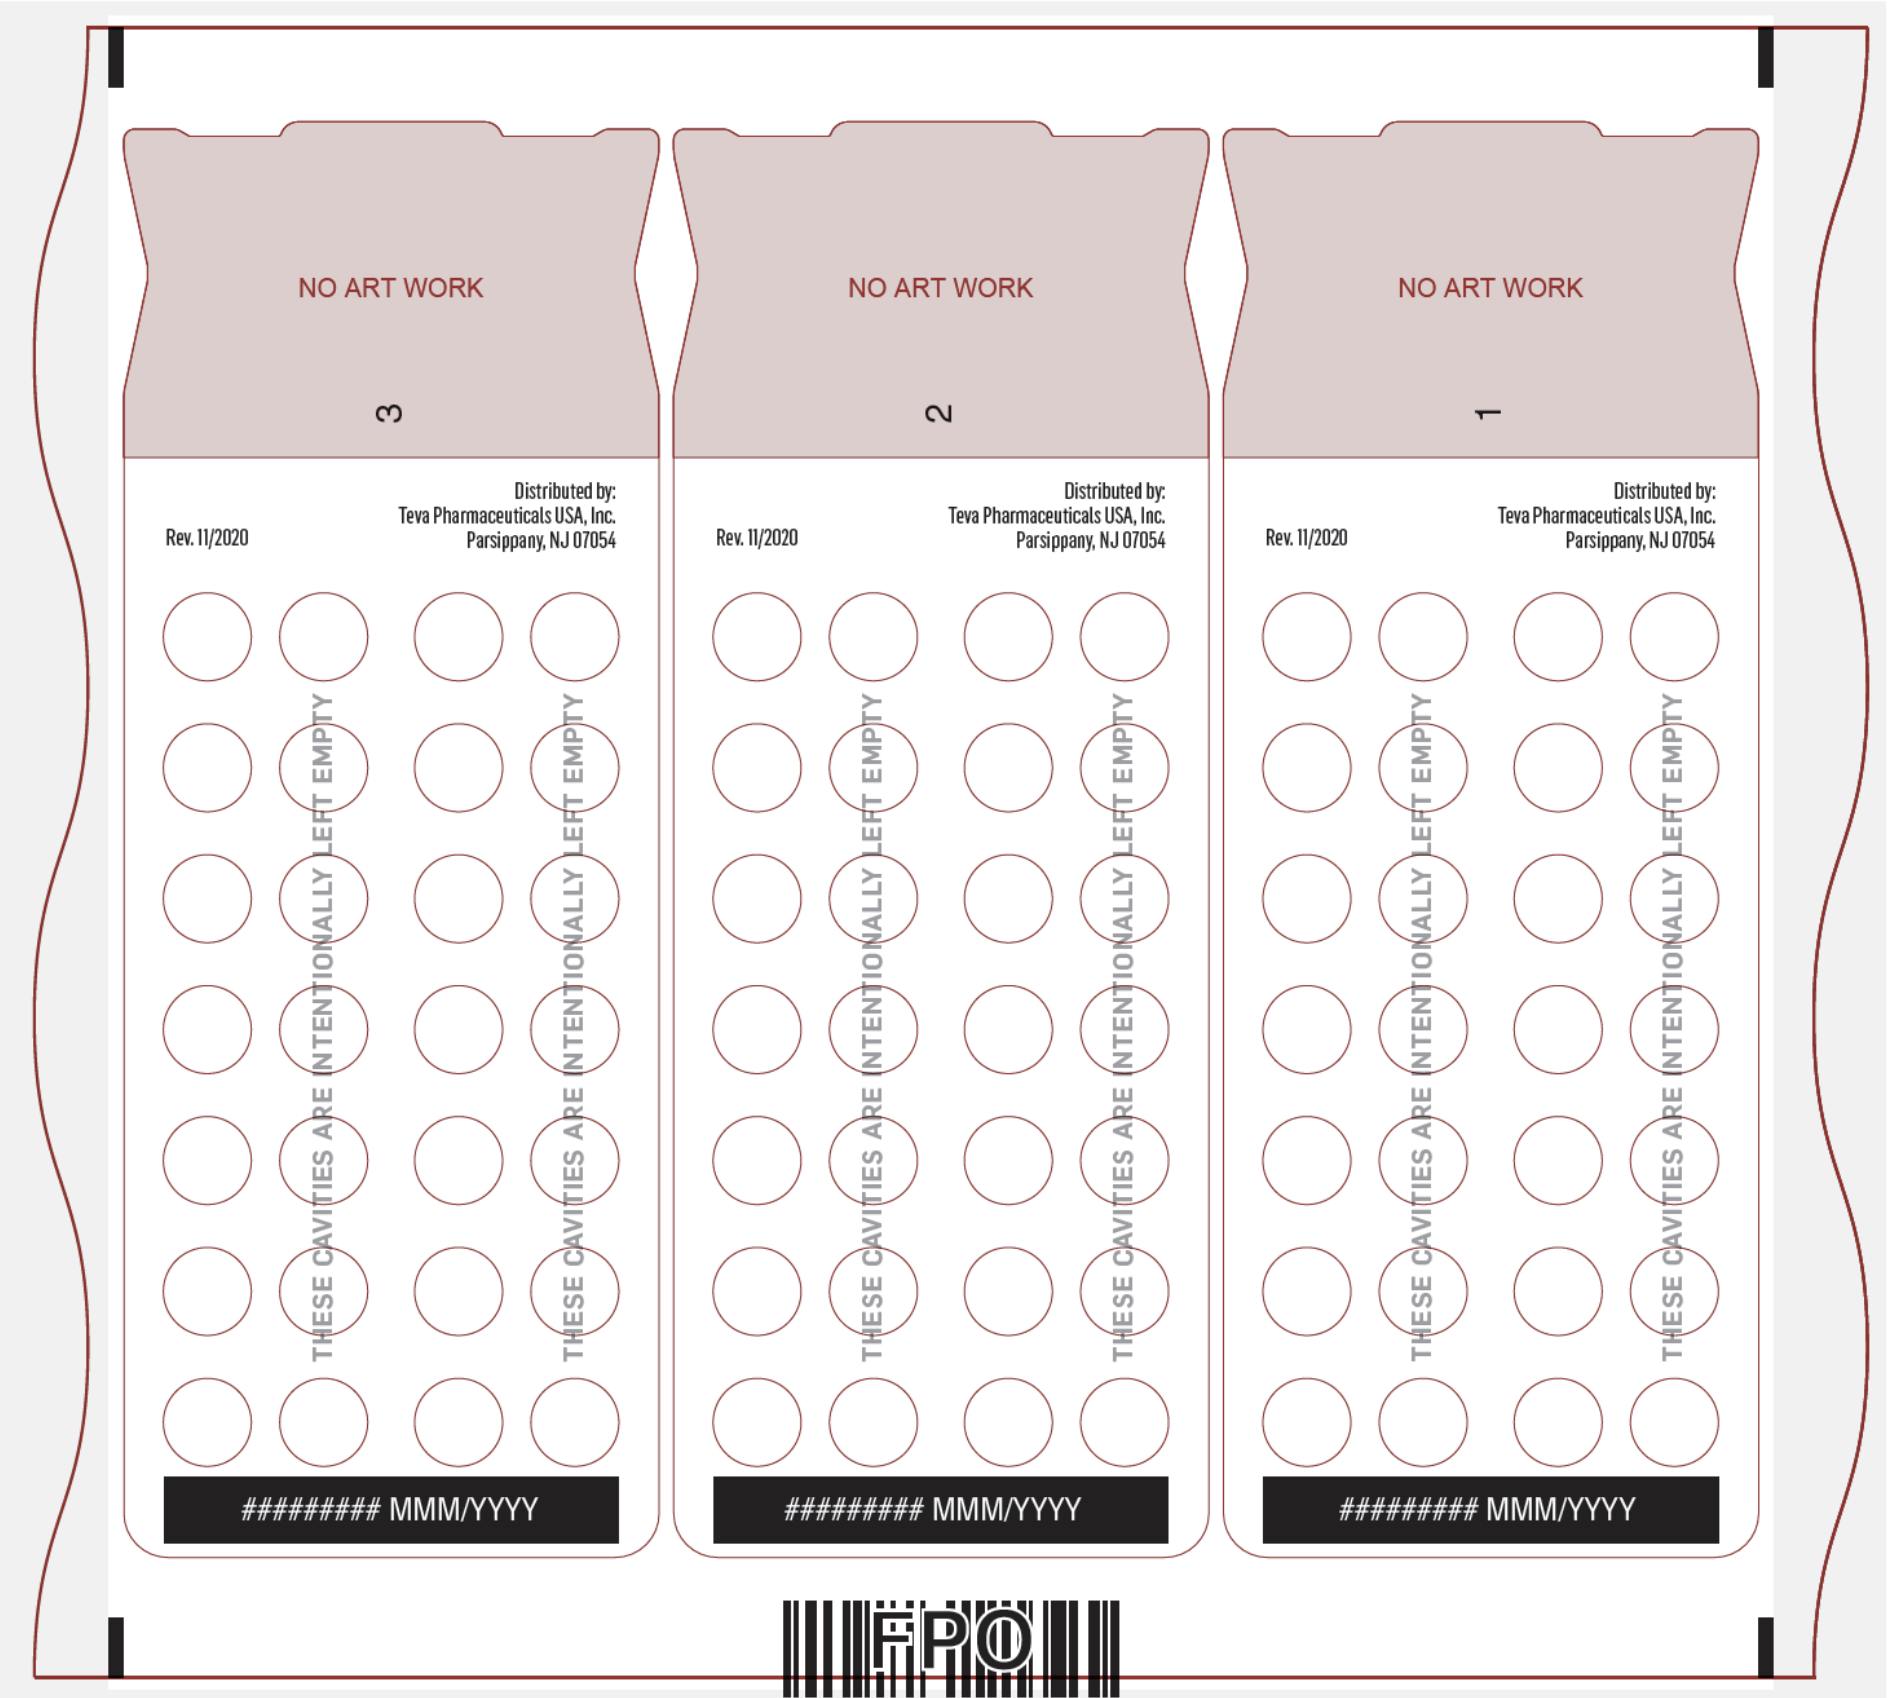 NO ART WORK
3
Rev. 11/2020
Distributed by:
Teva Pharmaceuticals USA, Inc.
Parsippany, NJ 07054
THESE CAVITIES ARE INTENTIONALLY LEFT EMPTY
THESE CAVITIES ARE INTENTIONALLY LEFT EMPTY
######### MMM/YYYY
NO ART WORK
2
Rev. 11/2020
Distributed by:
Teva Pharmaceuticals USA, Inc.
Parsippany, NJ 07054
THESE CAVITIES ARE INTENTIONALLY LEFT EMPTY
THESE CAVITIES ARE INTENTIONALLY LEFT EMPTY
######### MMM/YYYY
NO ART WORK
1
Rev. 11/2020
Distributed by:
Teva Pharmaceuticals USA, Inc.
Parsippany, NJ 07054
THESE CAVITIES ARE INTENTIONALLY LEFT EMPTY
THESE CAVITIES ARE INTENTIONALLY LEFT EMPTY
######### MMM/YYYY
FPO